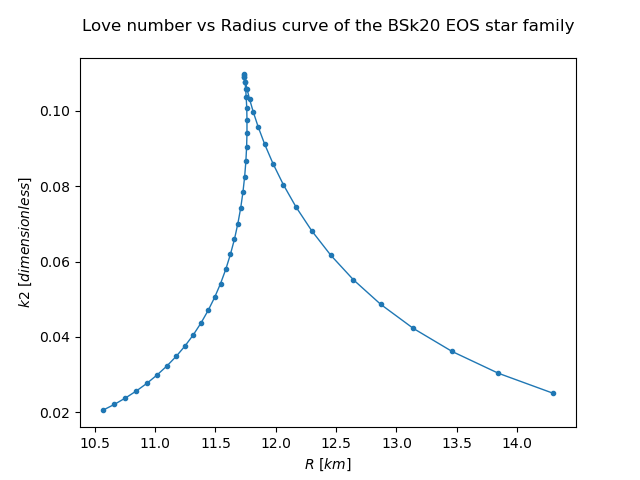 Love number vs Radius curve of the BSk20 EOS star family
k2 [dimensionless]
0.10
0.08
0.06
0.04
0.02
10.5 11.0 11.5 12.0 12.5 13.0 13.5 14.0
R [km]